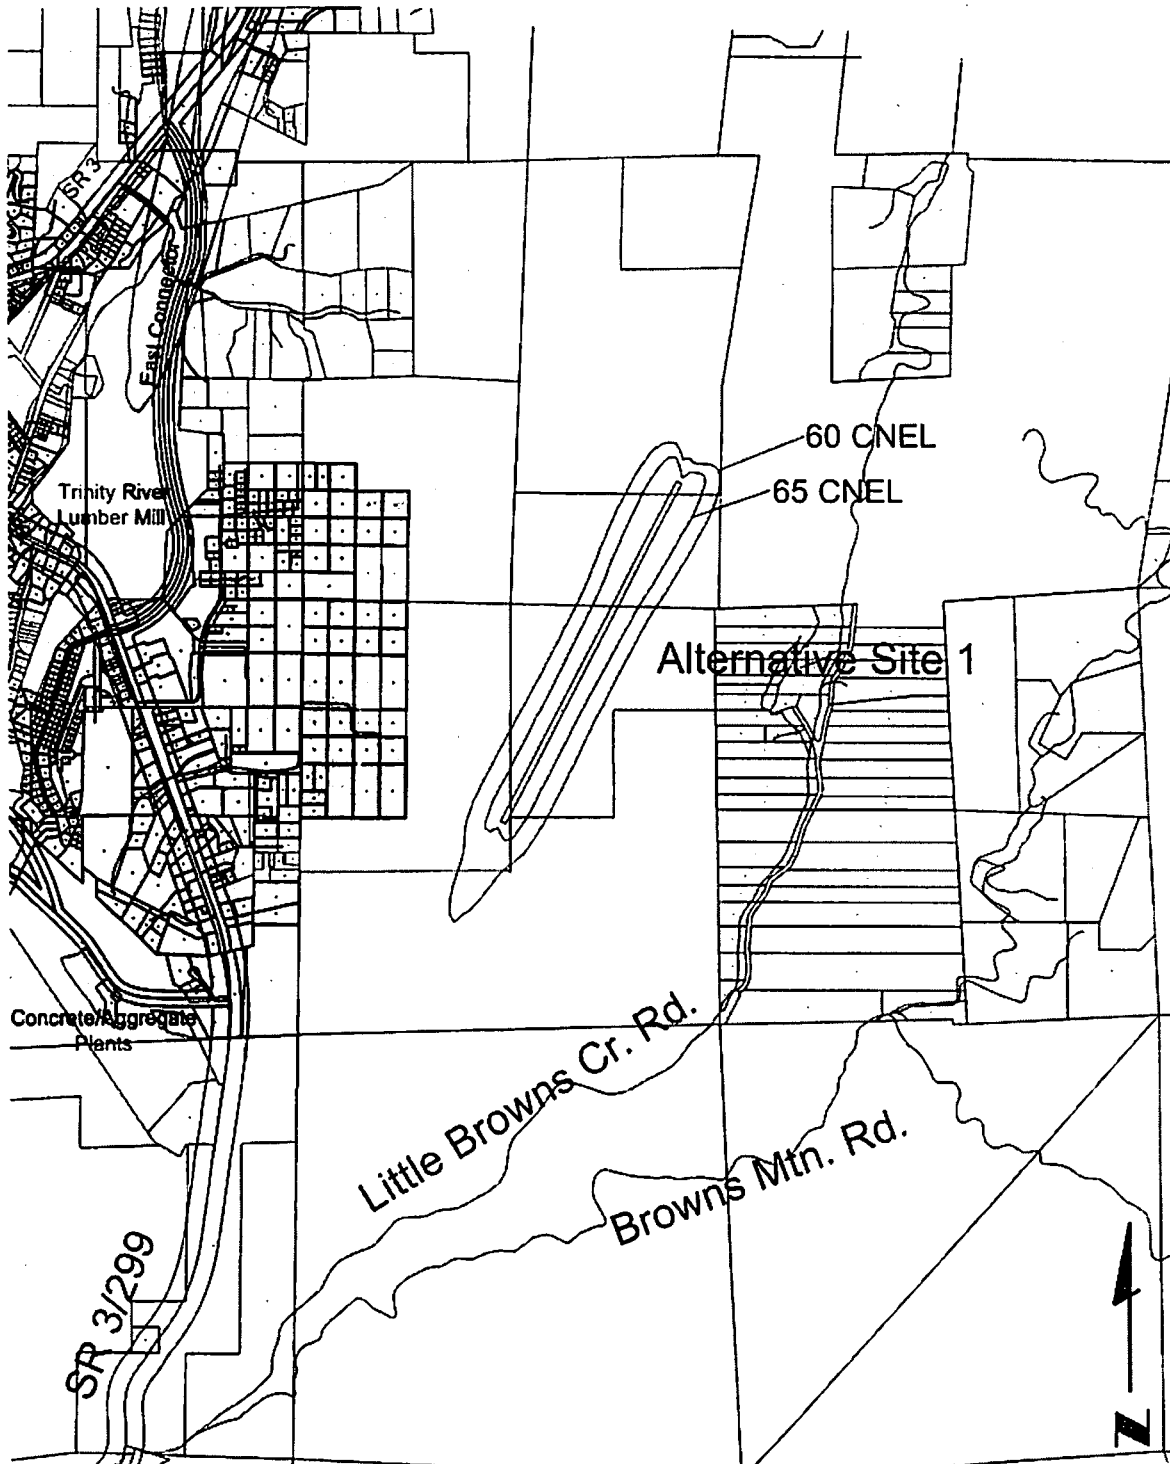 SR 3
East Connector
60 CNEL
65 CNEL
Trinity River
Lumber Mill
Alternative Site 1
Concrete/Aggregate
Plants
Little Browns Cr. Rd.
Browns Mtn. Rd.
SR 3/299
N